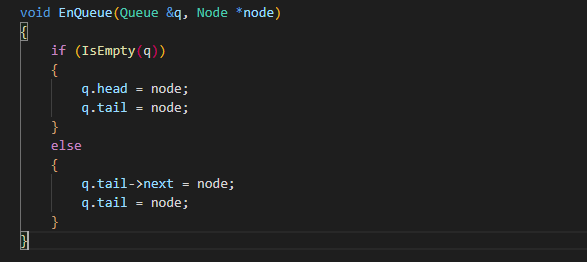 void EnQueue(Queue &q, Node *node)
{
    if (IsEmpty(q))
    {
        q.head = node;
        q.tail = node;
    }
    else
    {
        q.tail->next = node;
        q.tail = node;
    }
}